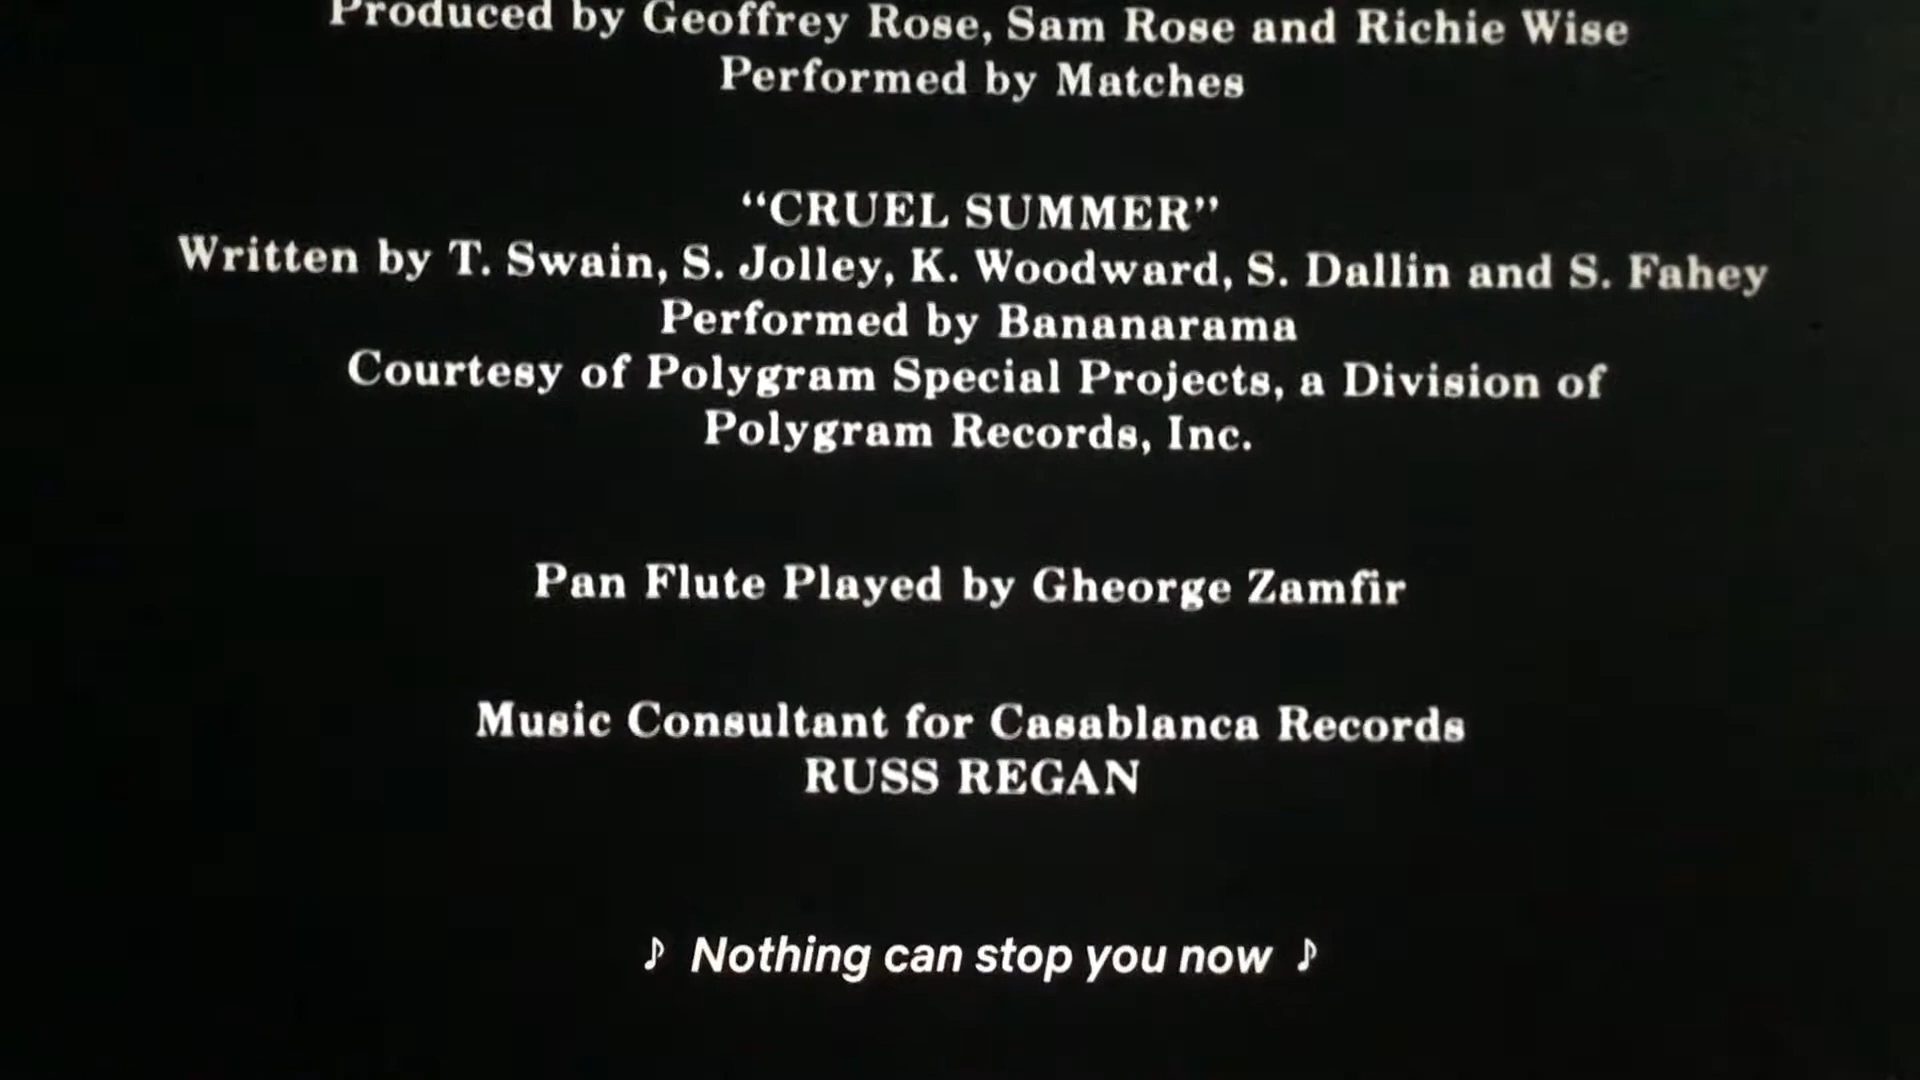 Produced by Geoffrey Rose, Sam Rose and Richie Wise
Performed by Matches
“CRUEL SUMMER”
Written by T. Swain, S. Jolley, K. Woodward, S. Dallin and S. Fahey
Performed by Bananarama
Courtesy of Polygram Special Projects, a Division of
Polygram Records, Inc.
Pan Flute Played by Gheorge Zamfir
Music Consultant for Casablanca Records
RUSS REGAN
♪ Nothing can stop you now ♪